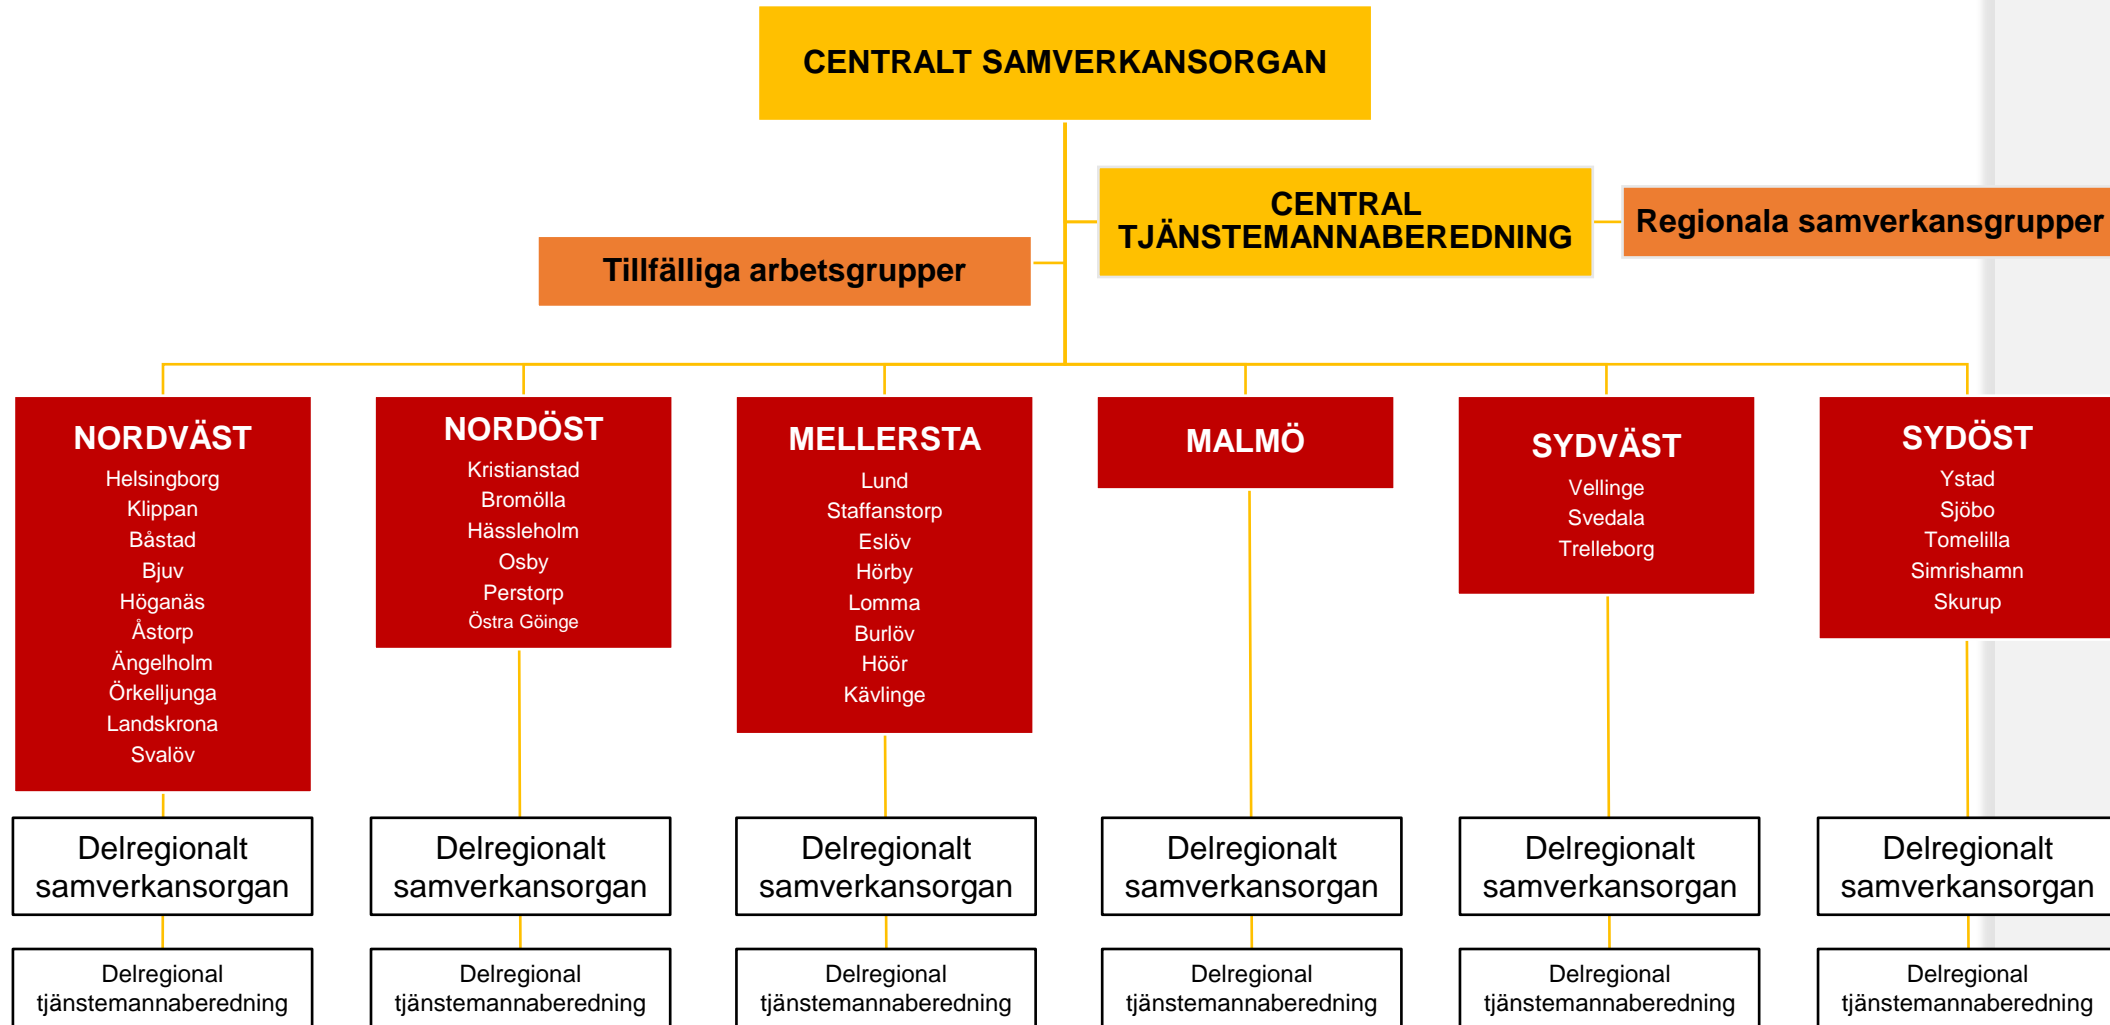 CENTRALT SAMVERKANSORGAN
CENTRAL
TJÄNSTEMANNABEREDNING
Regionala samverkansgrupper
Tillfälliga arbetsgrupper
NORDVÄST
Helsingborg
Klippan
Båstad
Bjuv
Höganäs
Åstorp
Ängelholm
Örkelljunga
Landskrona
Svalöv
NORDÖST
Kristianstad
Bromölla
Hässleholm
Osby
Perstorp
Östra Göinge
MELLERSTA
Lund
Staffanstorp
Eslöv
Hörby
Lomma
Burlöv
Höör
Kävlinge
MALMÖ
SYDVÄST
Vellinge
Svedala
Trelleborg
SYDÖST
Ystad
Sjöbo
Tomelilla
Simrishamn
Skurup
Delregionalt
samverkansorgan
Delregionalt
samverkansorgan
Delregionalt
samverkansorgan
Delregionalt
samverkansorgan
Delregionalt
samverkansorgan
Delregionalt
samverkansorgan
Delregional
tjänstemannaberedning
Delregional
tjänstemannaberedning
Delregional
tjänstemannaberedning
Delregional
tjänstemannaberedning
Delregional
tjänstemannaberedning
Delregional
tjänstemannaberedning